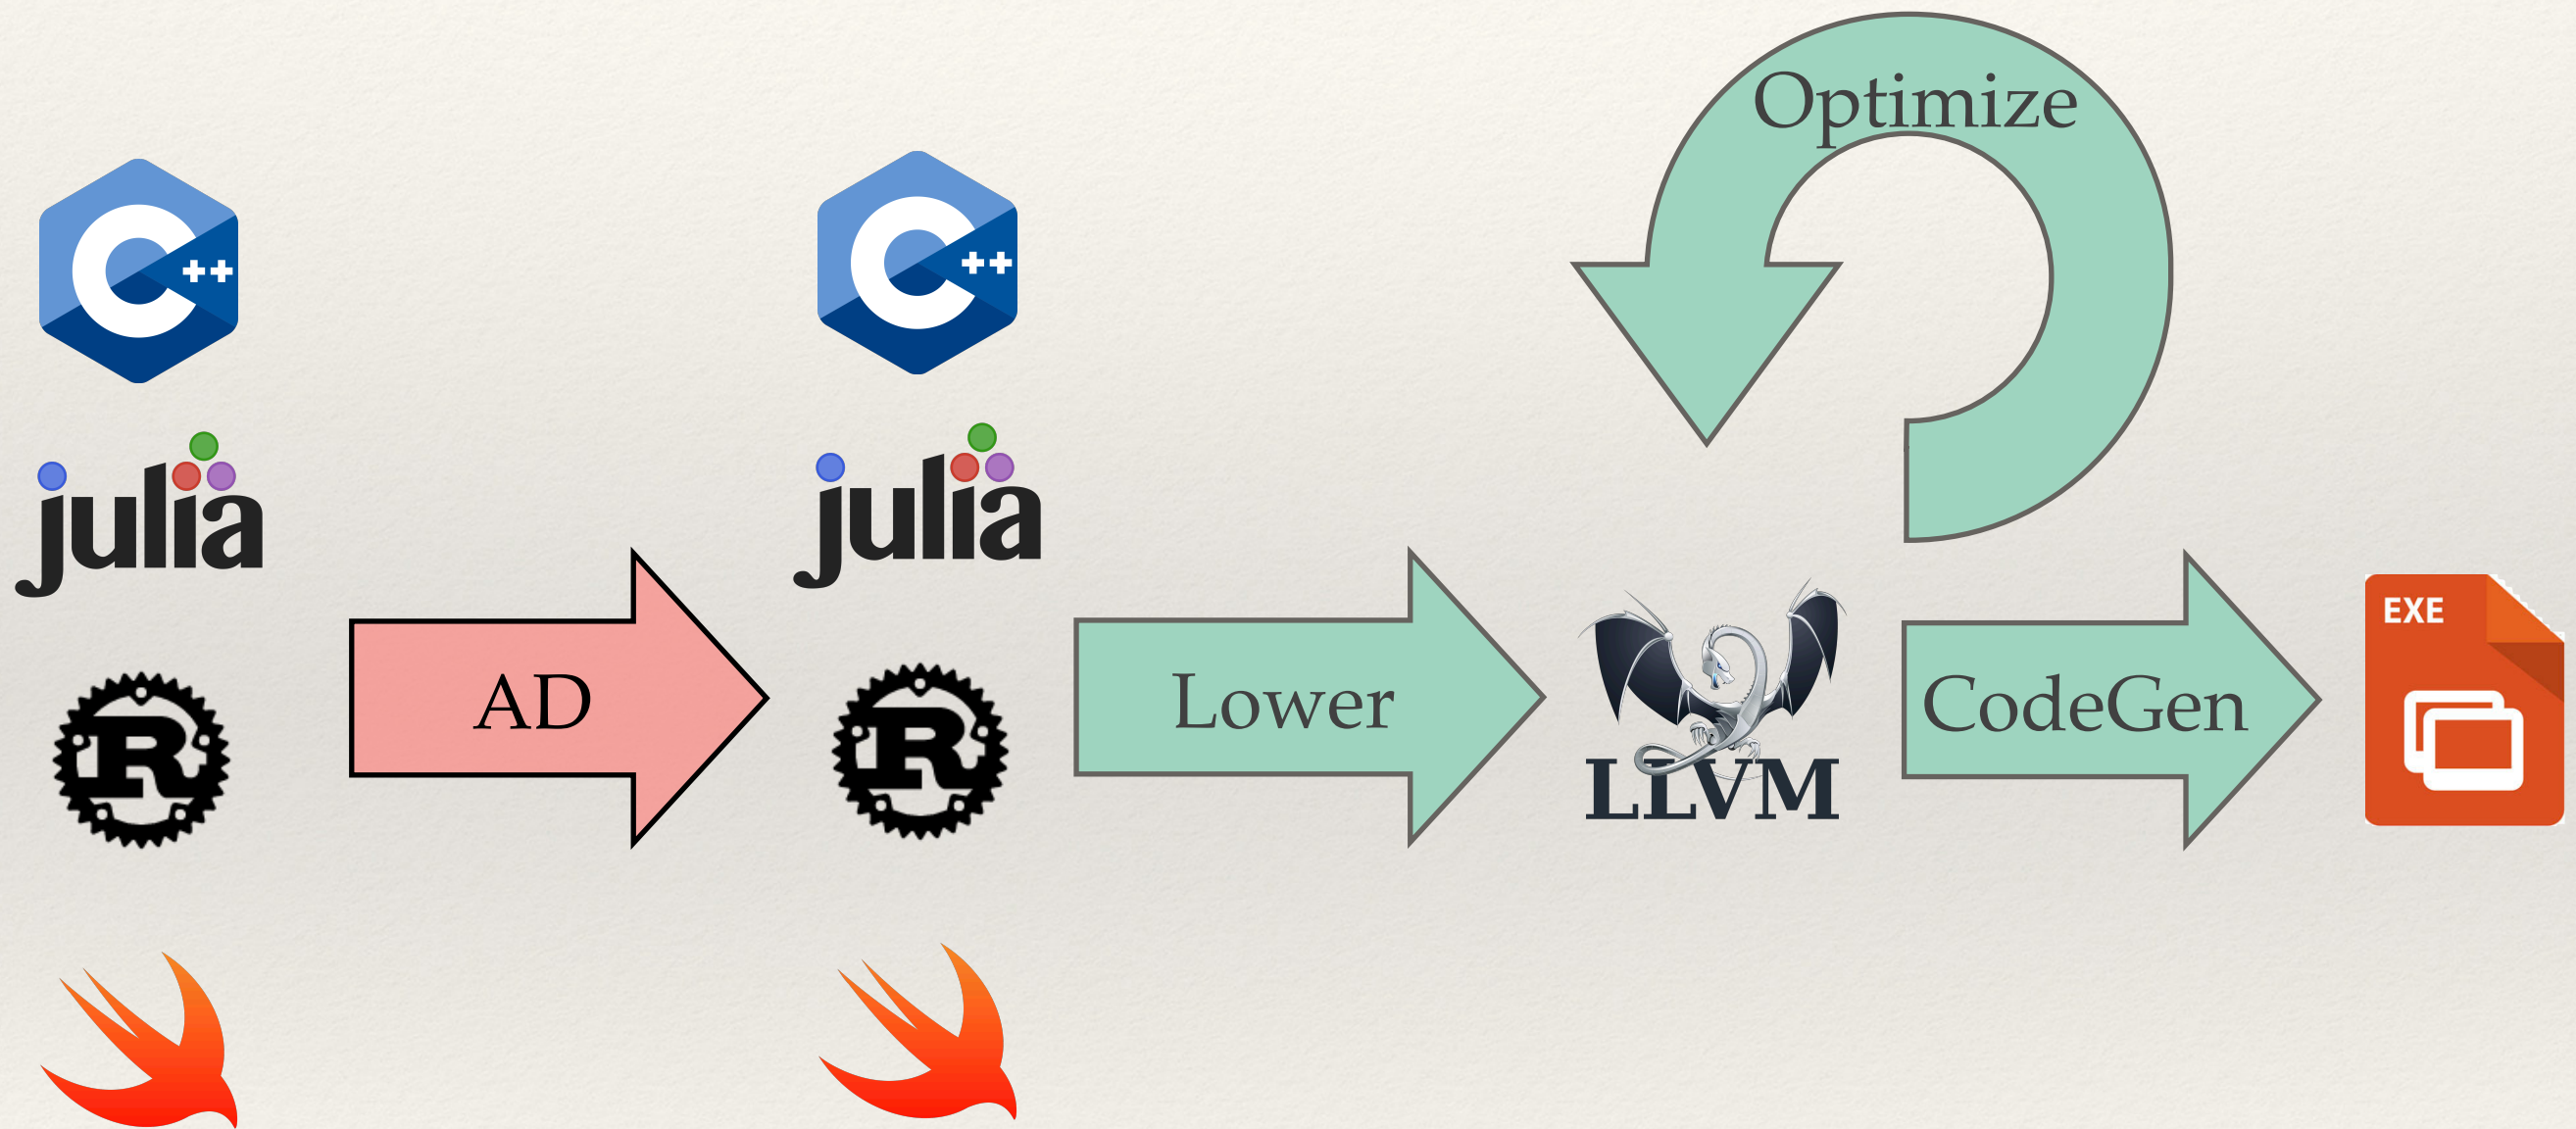 Optimize
C++
C++
julia
julia
AD
Lower
CodeGen
EXE
R
R
LLVM